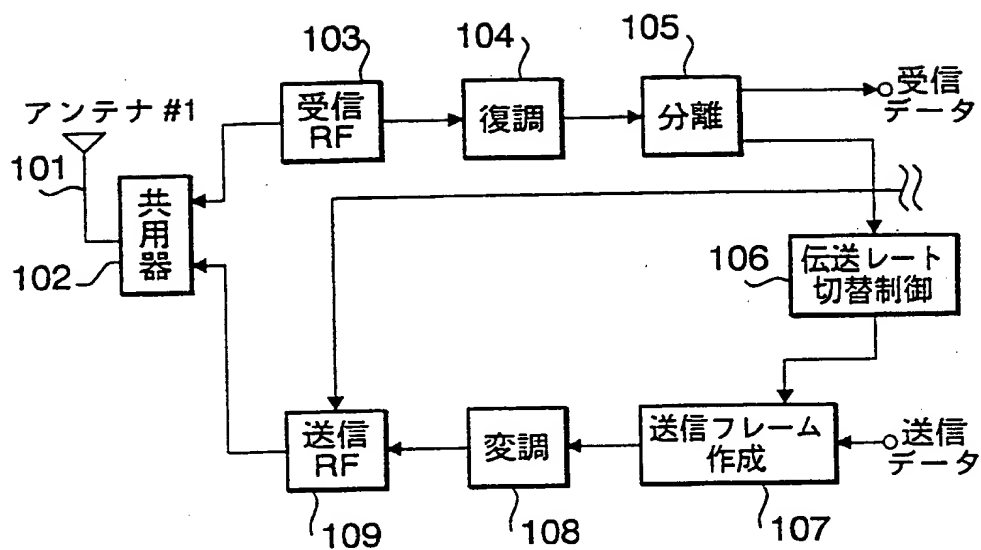 103
104
105
アンテナ #1
受信
RF
復調
分離
受信
データ
101
共
用
器
102
106
伝送レート
切替制御
送信
RF
変調
送信フレーム
作成
送信
データ
109
108
107